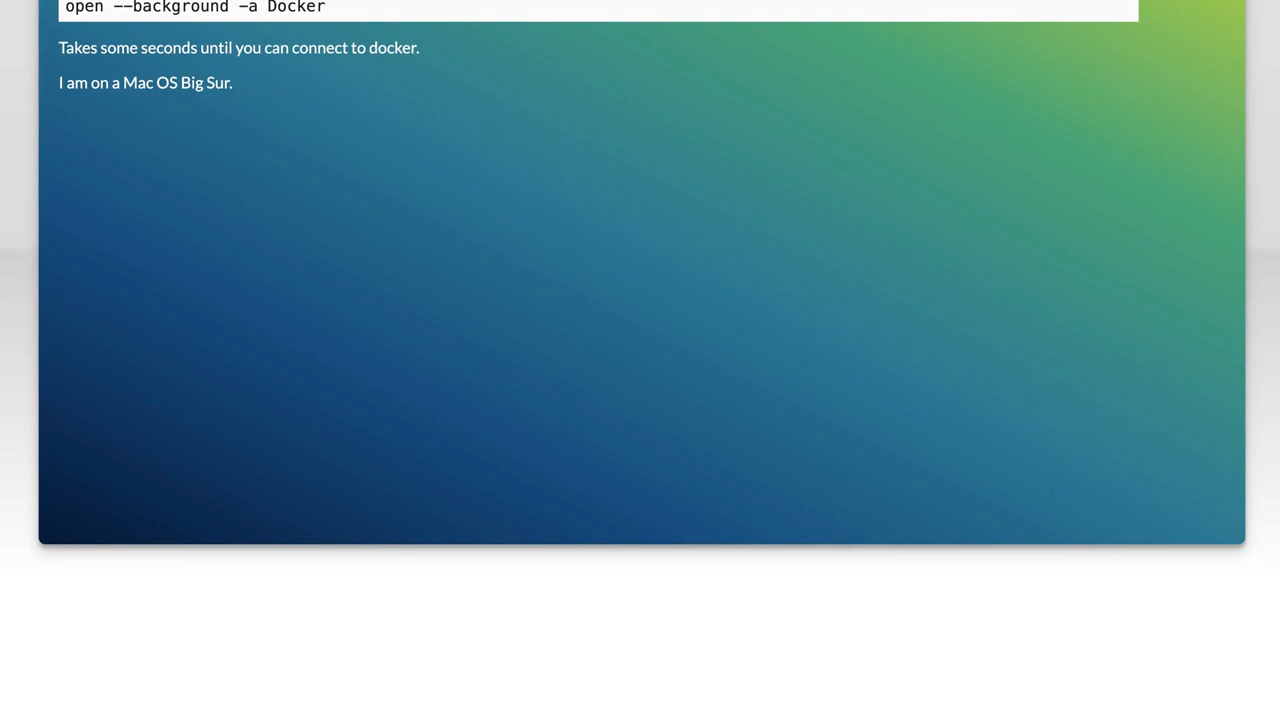 open --background -a Docker
Takes some seconds until you can connect to docker.
I am on a Mac OS Big Sur.